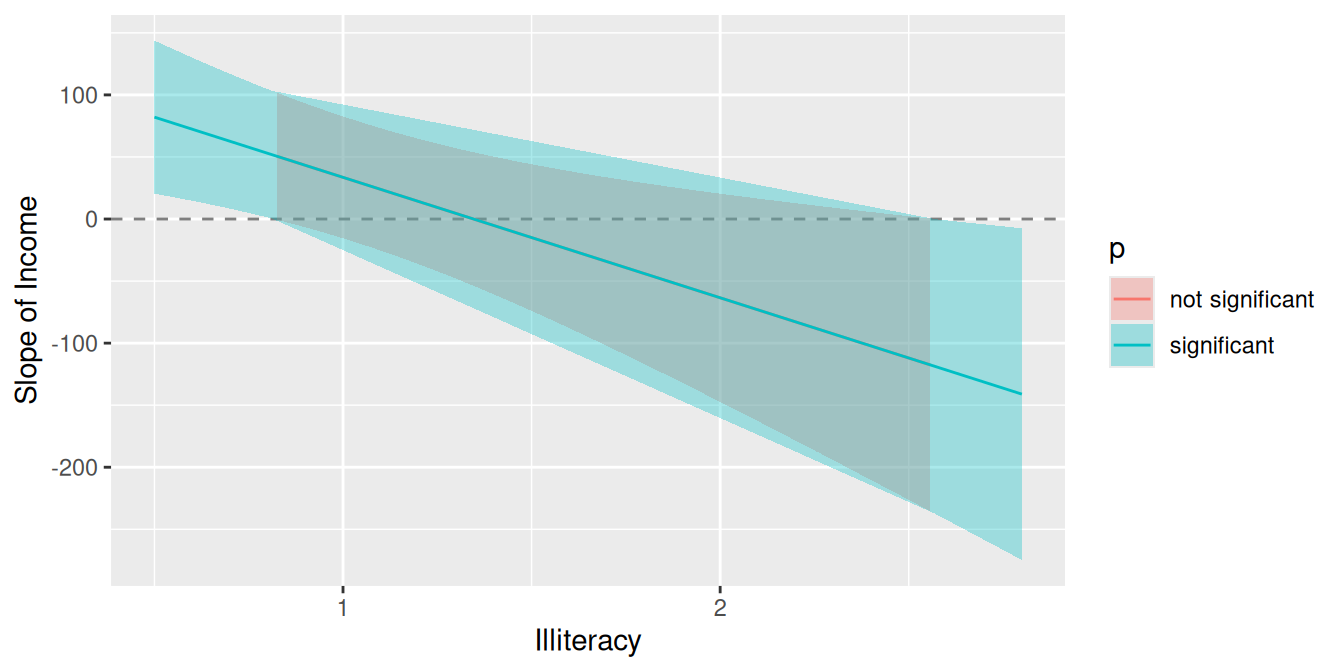 100
0
-100
-200
Slope of Income
1
2
Illiteracy
p
not significant
significant